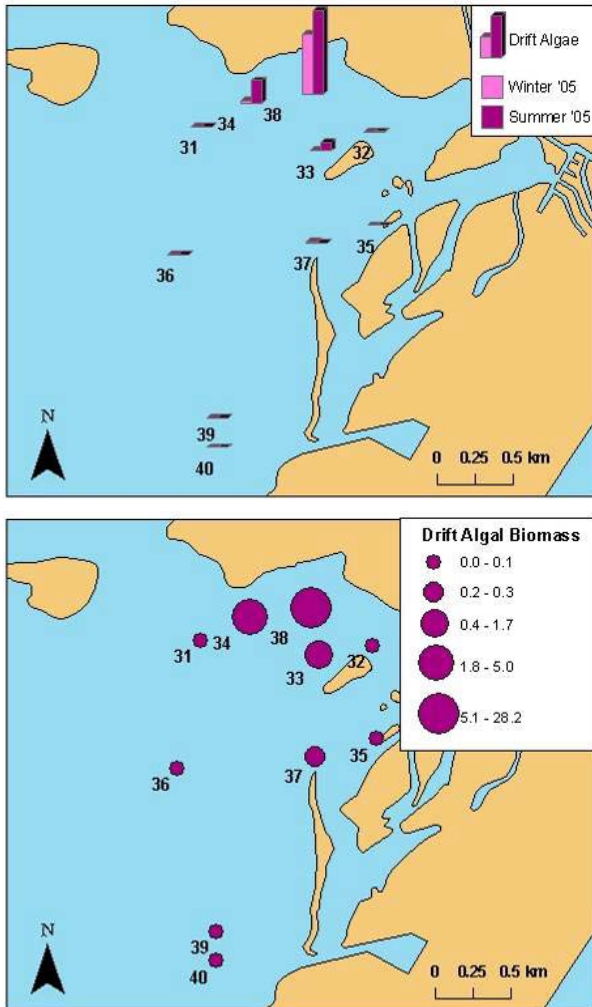 Drift Algae
Winter '05
Summer '05
38
34
31
32
33
35
37
36
39
40
N
0 0.25 0.5 km
Drift Algal Biomass
0.0 - 0.1
0.2 - 0.3
0.4 - 1.7
1.8 - 5.0
5.1 - 28.2
34
38
31
32
33
35
37
36
39
40
N
0 0.25 0.5 km